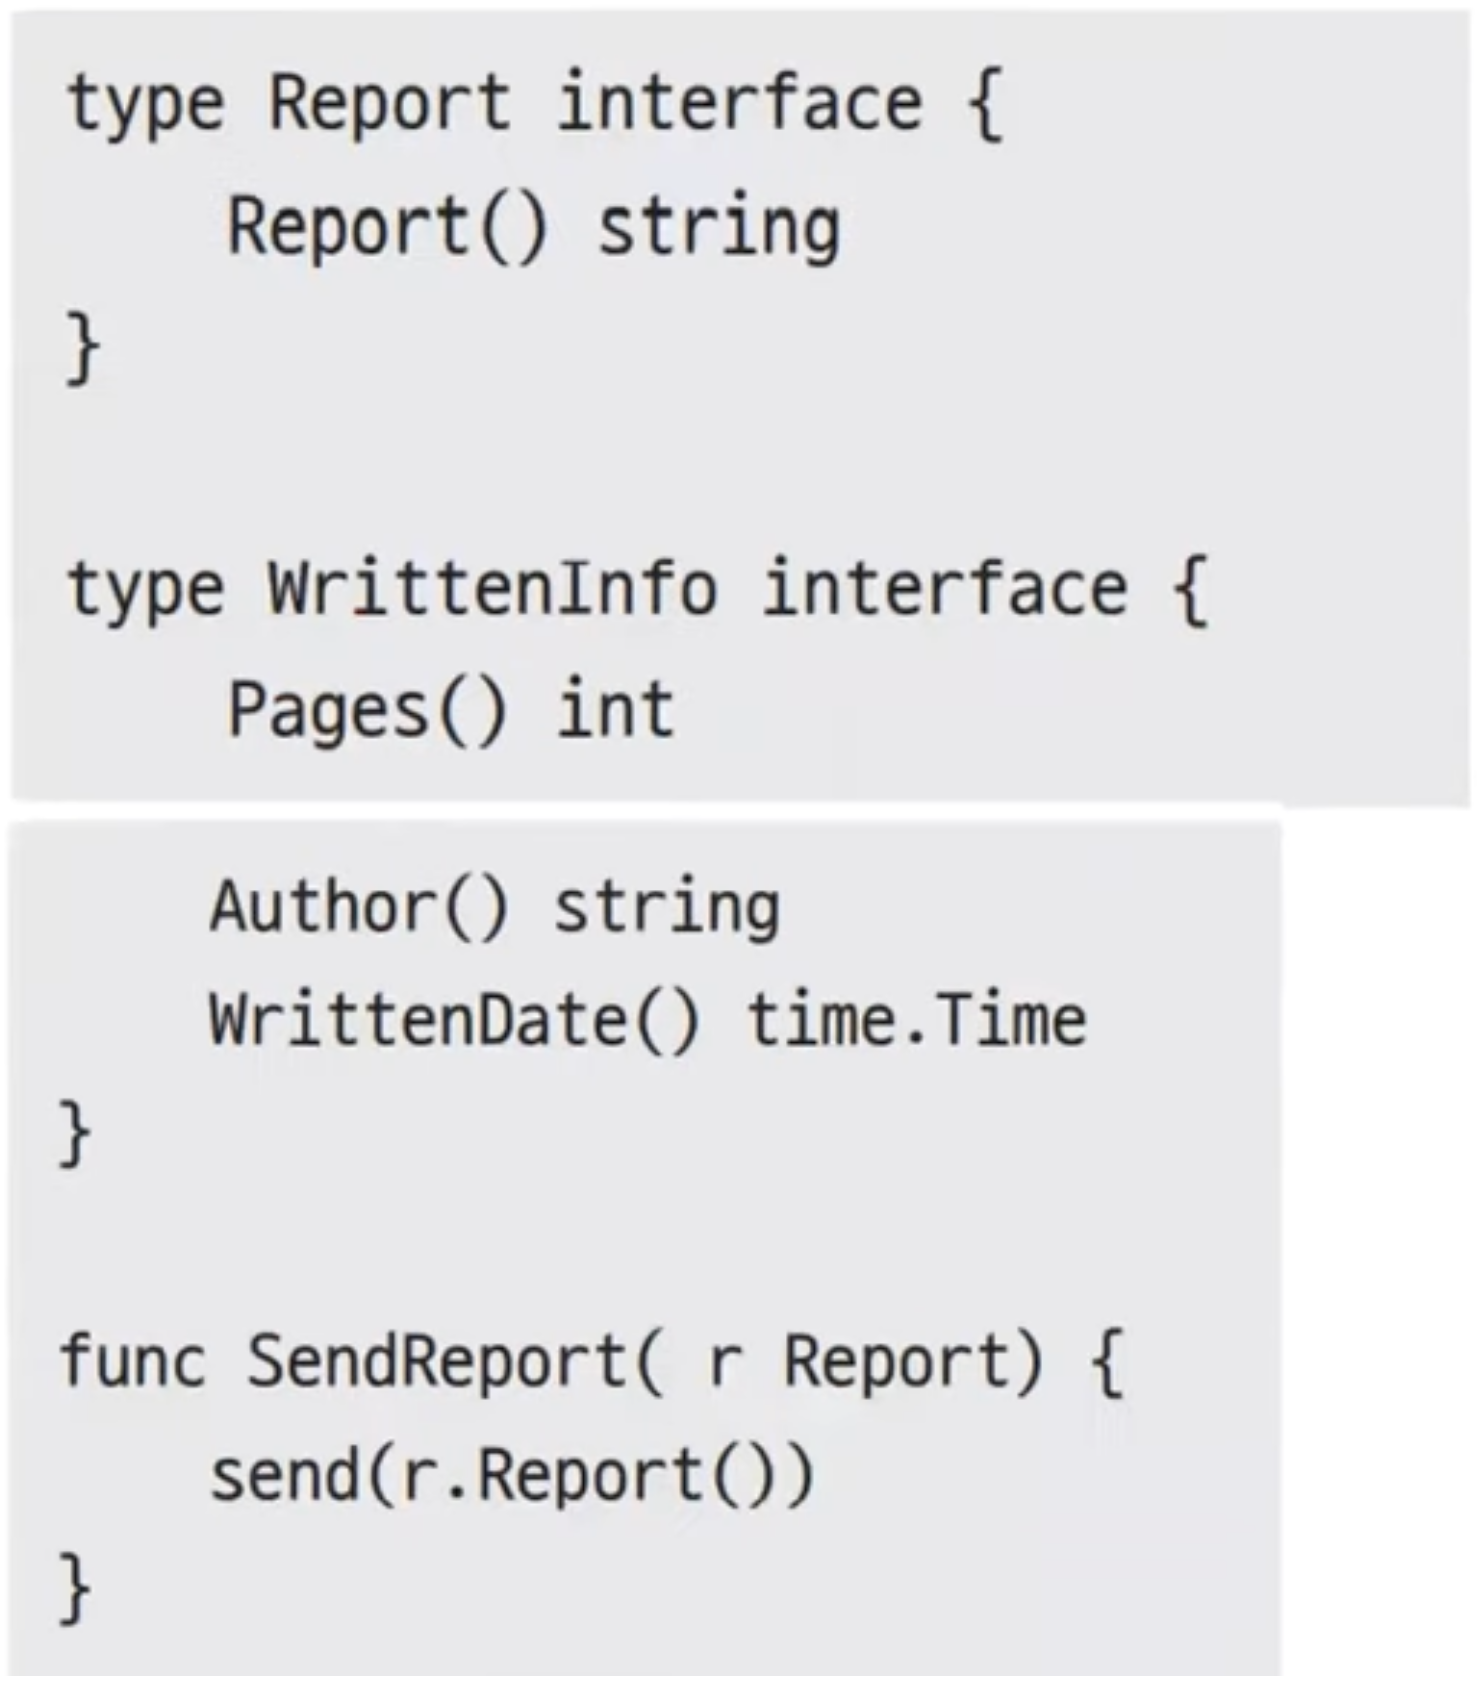 type Report interface {
    Report() string
}
type WrittenInfo interface {
    Pages() int
    Author() string
    WrittenDate() time.Time
}
func SendReport( r Report) {
    send(r.Report())
}